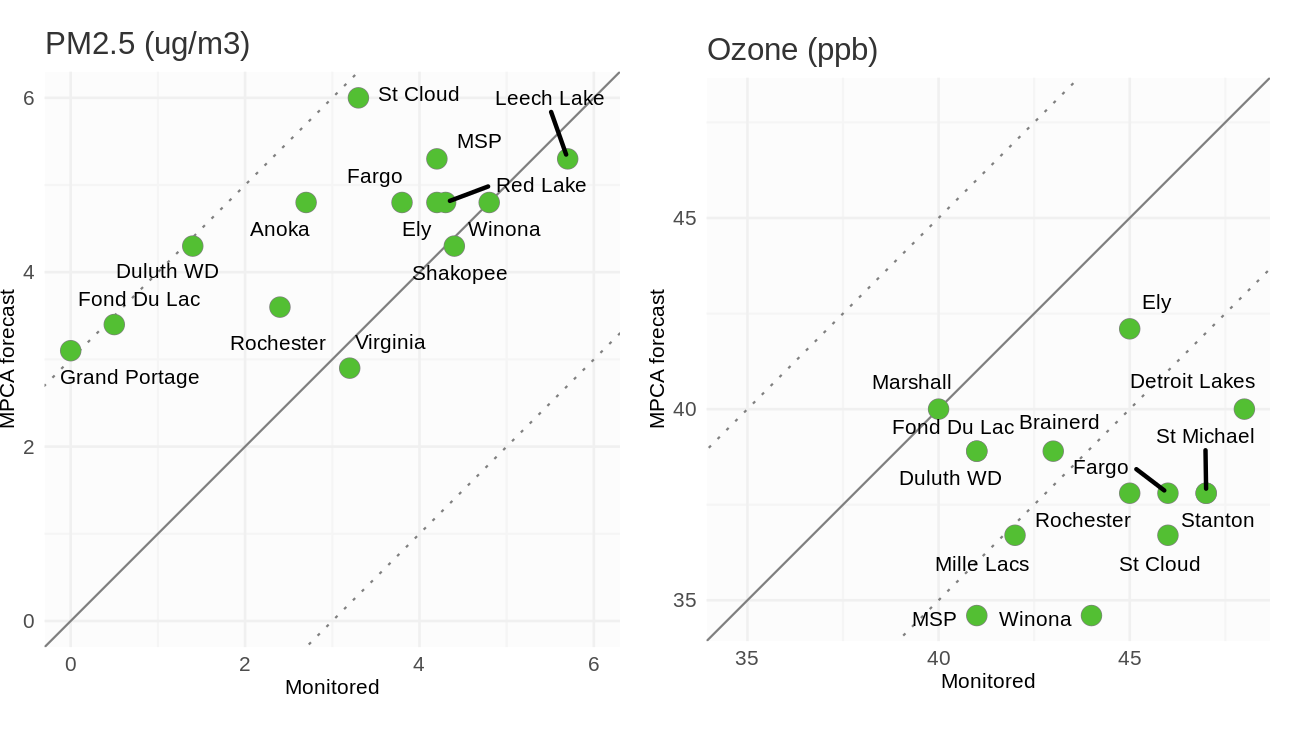 PM2.5 (ug/m3)
MPCA forecast
6
4
2
0
St Cloud
Leech Lake
MSP
Fargo
Red Lake
Anoka
Ely
Winona
Duluth WD
Shakopee
Fond Du Lac
Rochester
Virginia
Grand Portage
0
2
4
6
Monitored
Ozone (ppb)
MPCA forecast
45
40
35
Ely
Marshall
Detroit Lakes
Fond Du Lac
Brainerd
St Michael
Fargo
Duluth WD
Rochester
Stanton
Mille Lacs
St Cloud
MSP
Winona
35
40
45
Monitored